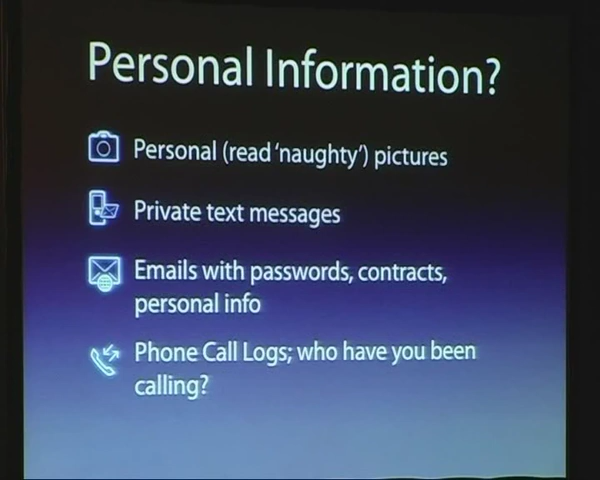 Personal Information?
Personal (read 'naughty') pictures
Private text messages
Emails with passwords, contracts,
personal info
Phone Call Logs; who have you been
calling?